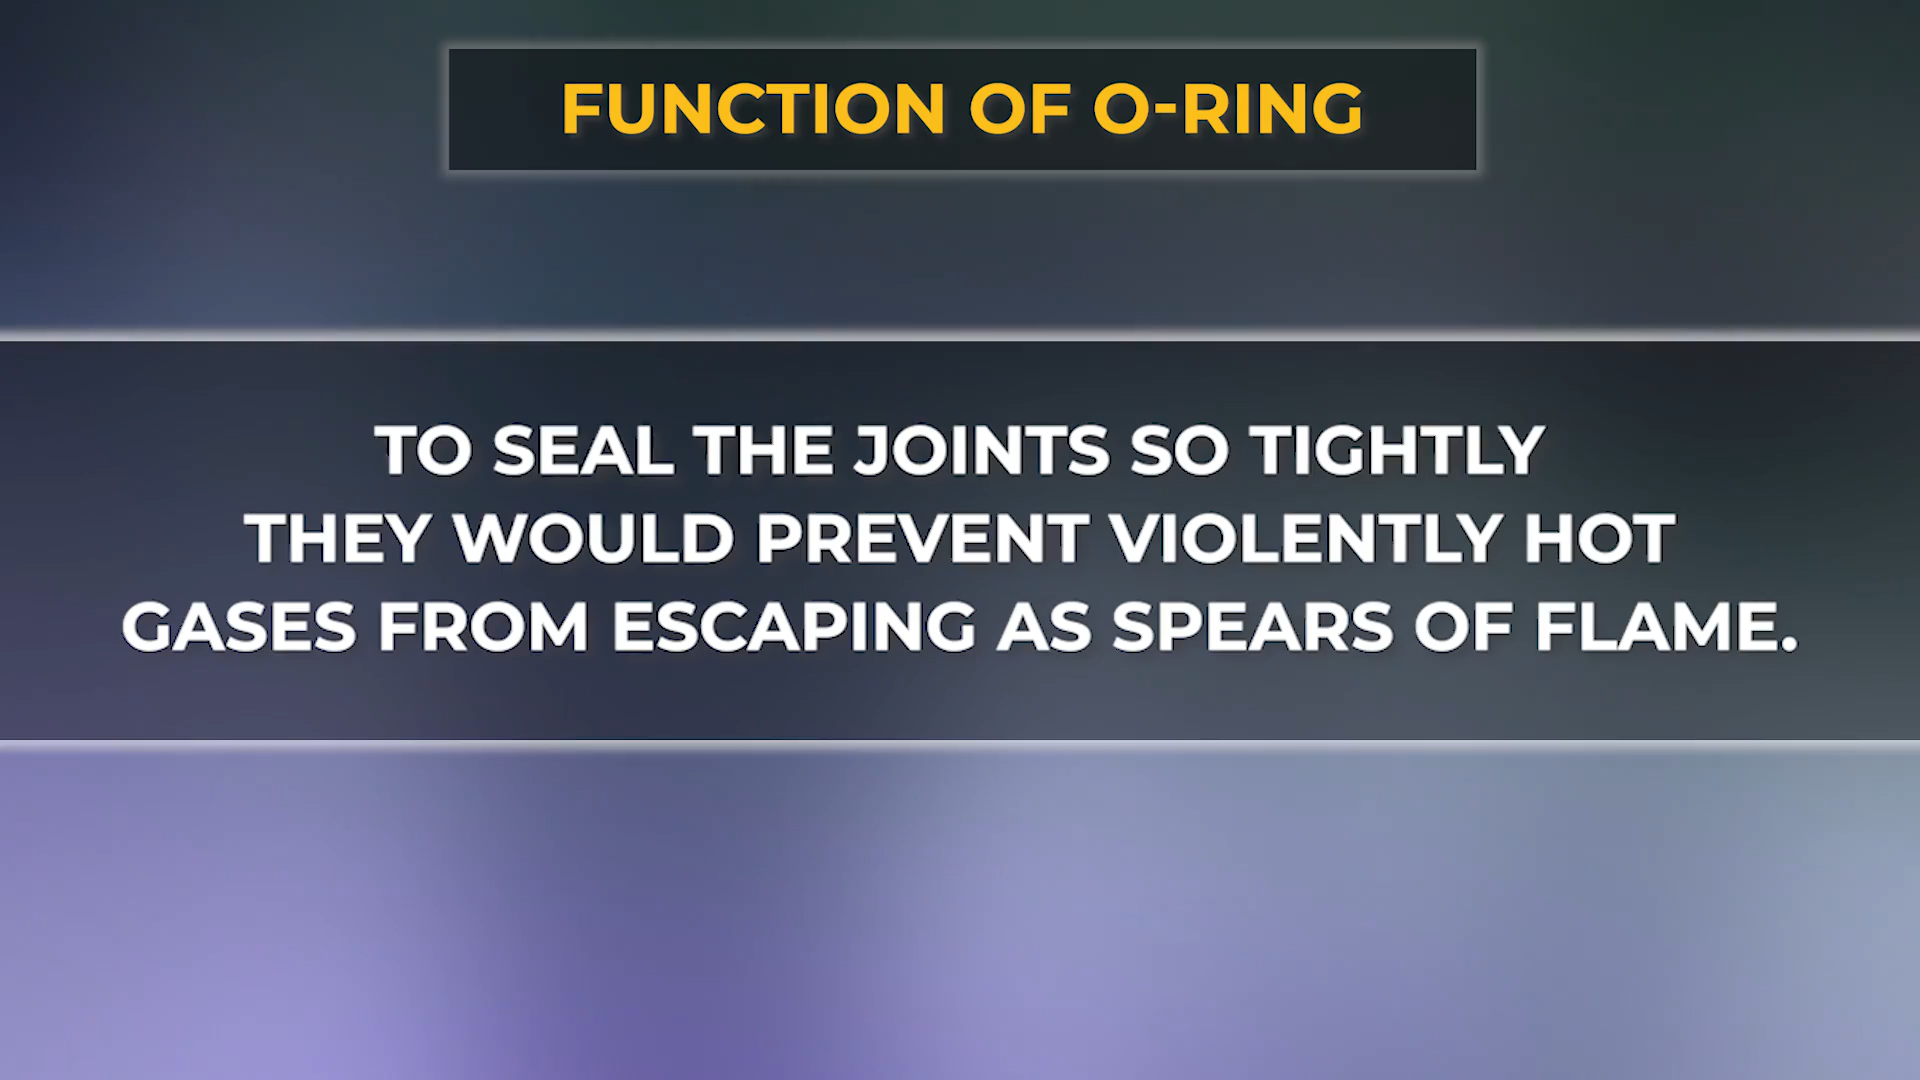 FUNCTION OF O-RING
TO SEAL THE JOINTS SO TIGHTLY
THEY WOULD PREVENT VIOLENTLY HOT
GASES FROM ESCAPING AS SPEARS OF FLAME.